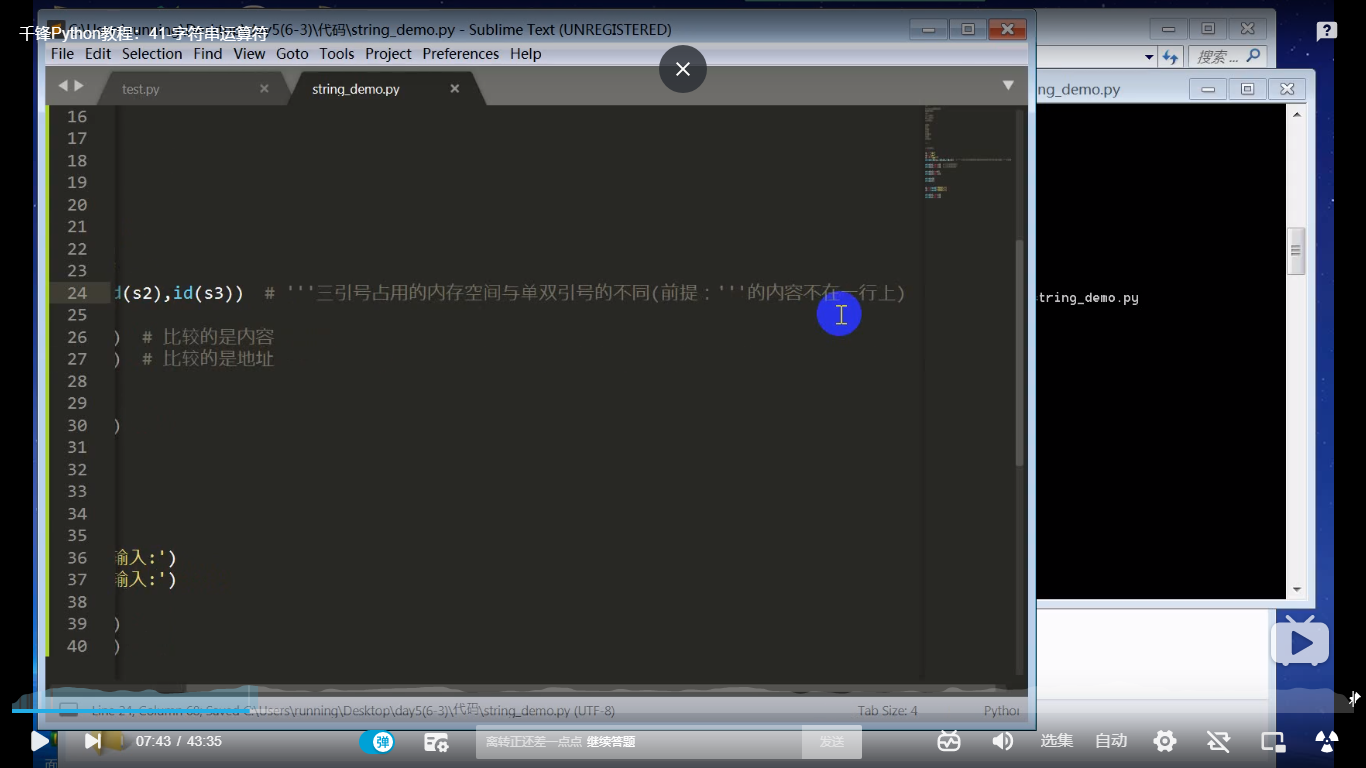 千锋Python教程：41-字符串运算符
day5(6-3)\代码\string_demo.py - Sublime Text (UNREGISTERED)
File Edit Selection Find View Goto Tools Project Preferences Help
搜索 ...
test.py
string_demo.py
ng_demo.py
16
17
18
19
20
21
22
23
24 d(s2),id(s3)) # '''三引号占用的内存空间与单双引号的不同(前提：'''的内容不在一行上)
tring_demo.py
25
26 ) # 比较的是内容
27 ) # 比较的是地址
28
29
30 )
31
32
33
34
35
36 输入:')
37 输入:')
38
39 )
40 )
Line 24, Column 68; Saved C:\Users\running\Desktop\day5(6-3)\代码\string_demo.py (UTF-8)
Tab Size: 4
Python
07:43 / 43:35
弹
离转正还差一点点 继续答题
发送
选集
自动